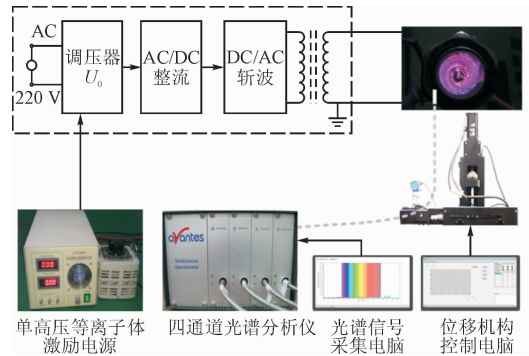 AC
220 V
调压器
U₀
AC/DC
整流
DC/AC
斩波
avantes
Multichannel
Spectrometer
单高压等离子体
激励电源
四通道光谱分析仪
光谱信号
采集电脑
位移机构
控制电脑